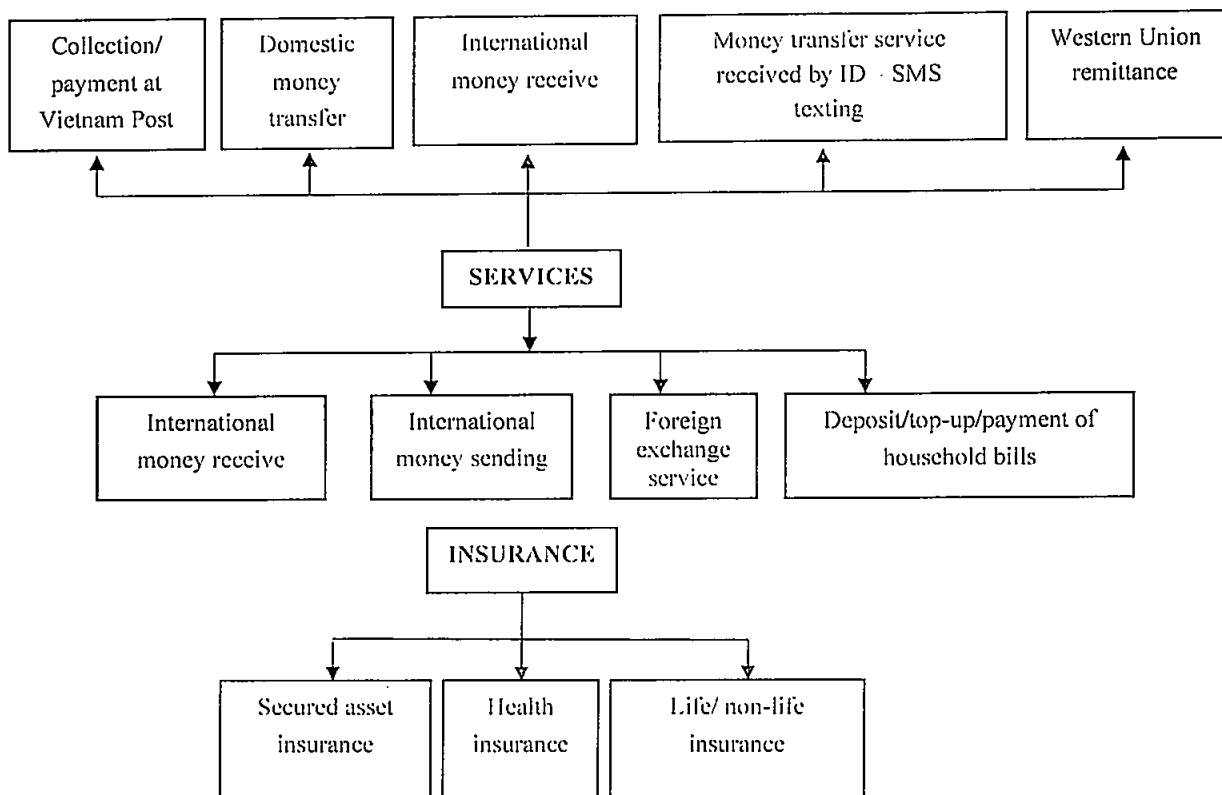 Collection/
payment at
Vietnam Post
Domestic
money
transfer
International
money receive
Money transfer service
received by ID - SMS
texting
Western Union
remittance
SERVICES
International
money receive
International
money sending
Foreign
exchange
service
Deposit/top-up/payment of
household bills
INSURANCE
Secured asset
insurance
Health
insurance
Life/ non-life
insurance